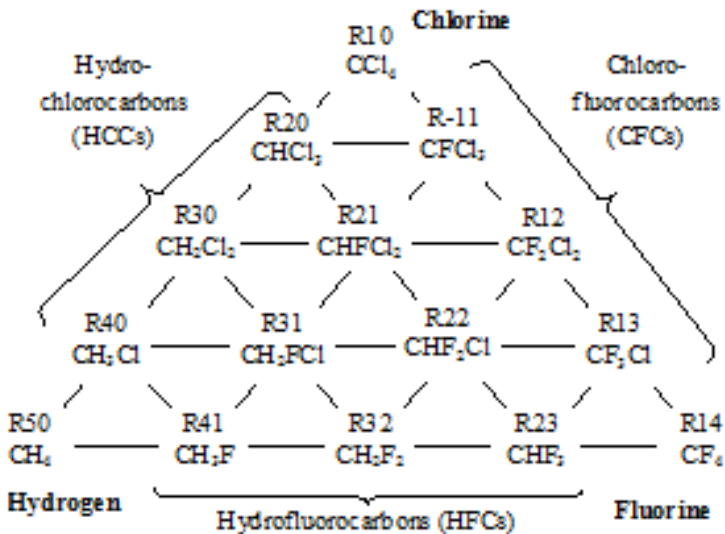 Chlorine
R10
CCl₄
Hydro-
chlorocarbons
(HCCs)
Chloro-
fluorocarbons
(CFCs)
R20
CHCl₃
R-11
CFCl₃
R30
CH₂Cl₂
R21
CHFCl₂
R12
CF₂Cl₂
R40
CH₃Cl
R31
CH₂FCl
R22
CHF₂Cl
R13
CF₃Cl
R50
CH₄
R41
CH₃F
R32
CH₂F₂
R23
CHF₃
R14
CF₄
Hydrogen
Hydrofluorocarbons (HFCs)
Fluorine